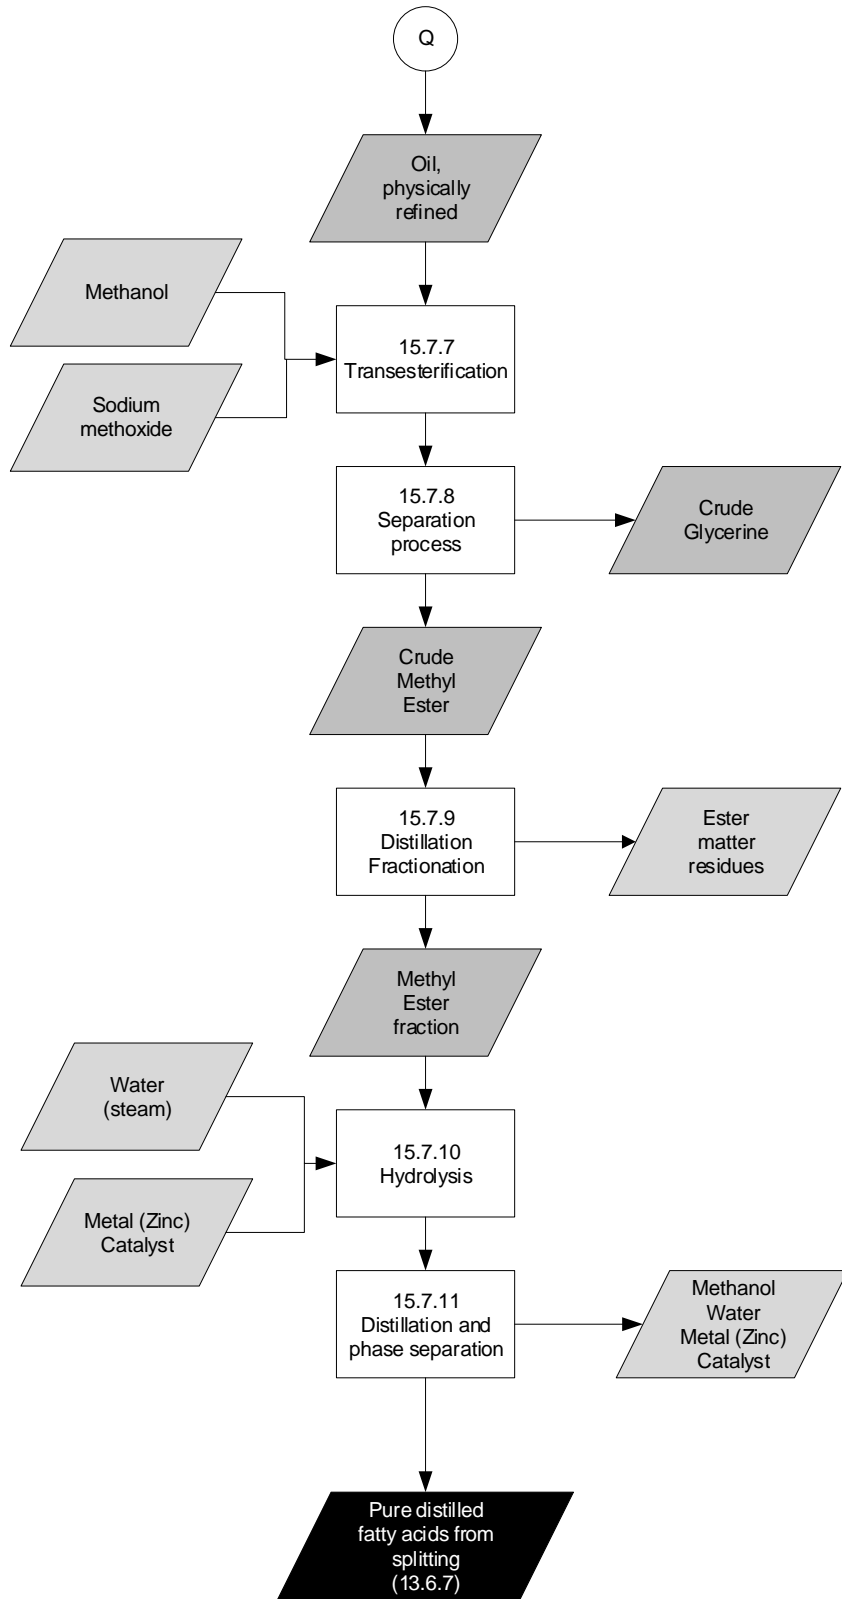 Q
Oil,
physically
refined
Methanol
15.7.7
Transesterification
Sodium
methoxide
15.7.8
Separation
process
Crude
Glycerine
Crude
Methyl
Ester
15.7.9
Distillation
Fractionation
Ester
matter
residues
Methyl
Ester
fraction
Water
(steam)
15.7.10
Hydrolysis
Metal (Zinc)
Catalyst
15.7.11
Distillation and
phase separation
Methanol
Water
Metal (Zinc)
Catalyst
Pure distilled
fatty acids from
splitting
(13.6.7)